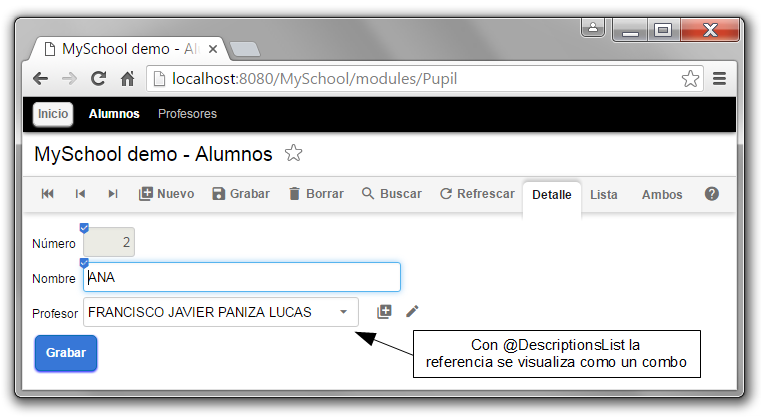 MySchool demo - Al
localhost:8080/MySchool/modules/Pupil
Inicio Alumnos Profesores
MySchool demo - Alumnos
Nuevo Grabar Borrar Buscar Refrescar Detalle Lista Ambos ?
Número 2
Nombre ANA
Profesor FRANCISCO JAVIER PANIZA LUCAS
Grabar
Con @DescriptionsList la
referencia se visualiza como un combo